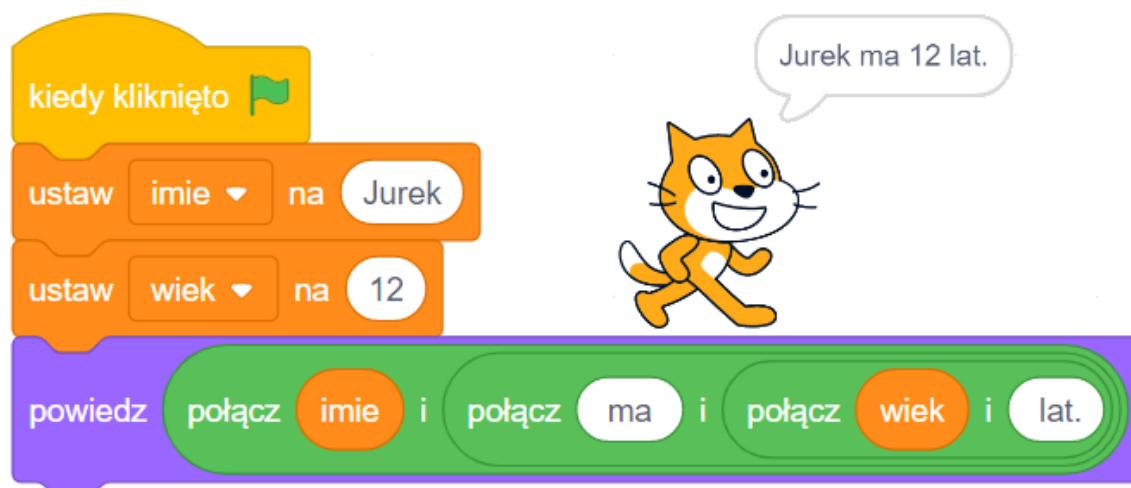 Jurek ma 12 lat.
kiedy kliknięto
ustaw imie na Jurek
ustaw wiek na 12
powiedz połącz imie i połącz ma i połącz wiek i lat.